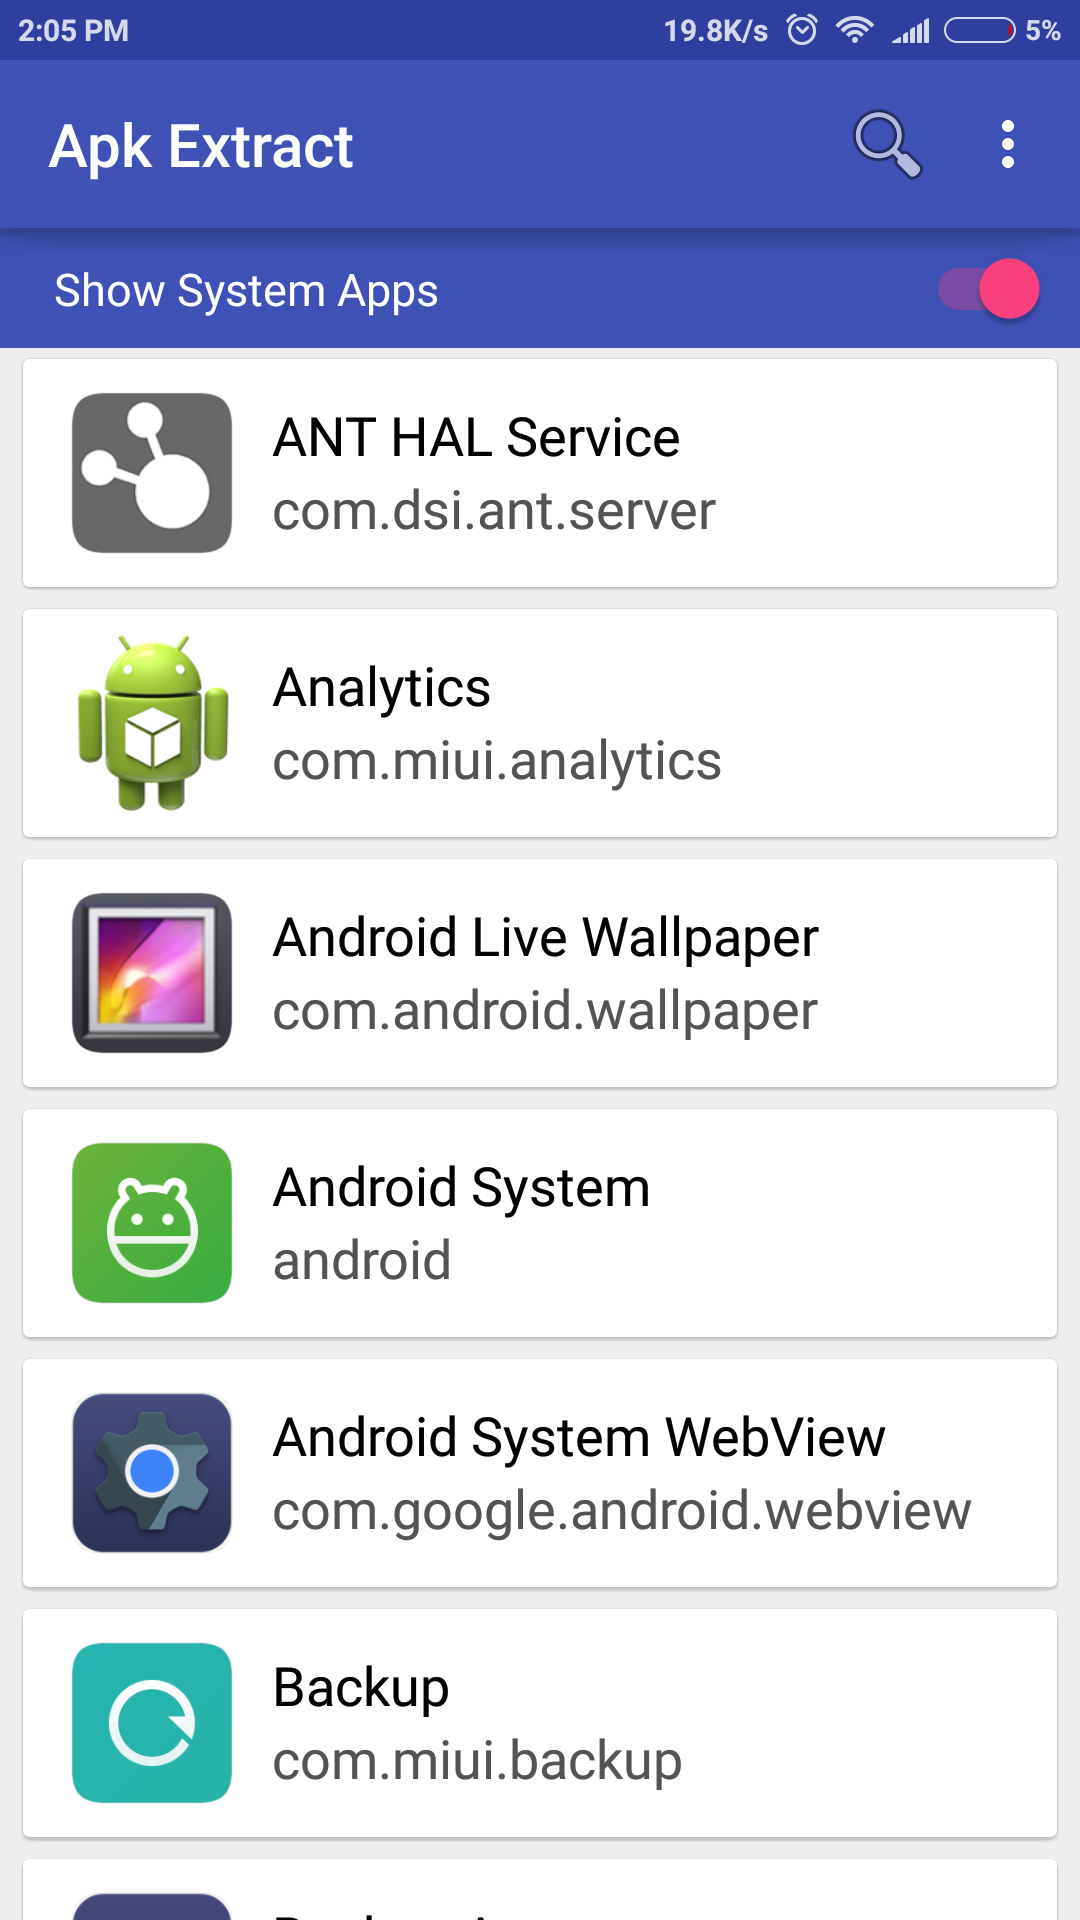 2:05 PM 19.8K/s 5%
Apk Extract
Show System Apps
ANT HAL Service
com.dsi.ant.server
Analytics
com.miui.analytics
Android Live Wallpaper
com.android.wallpaper
Android System
android
Android System WebView
com.google.android.webview
Backup
com.miui.backup